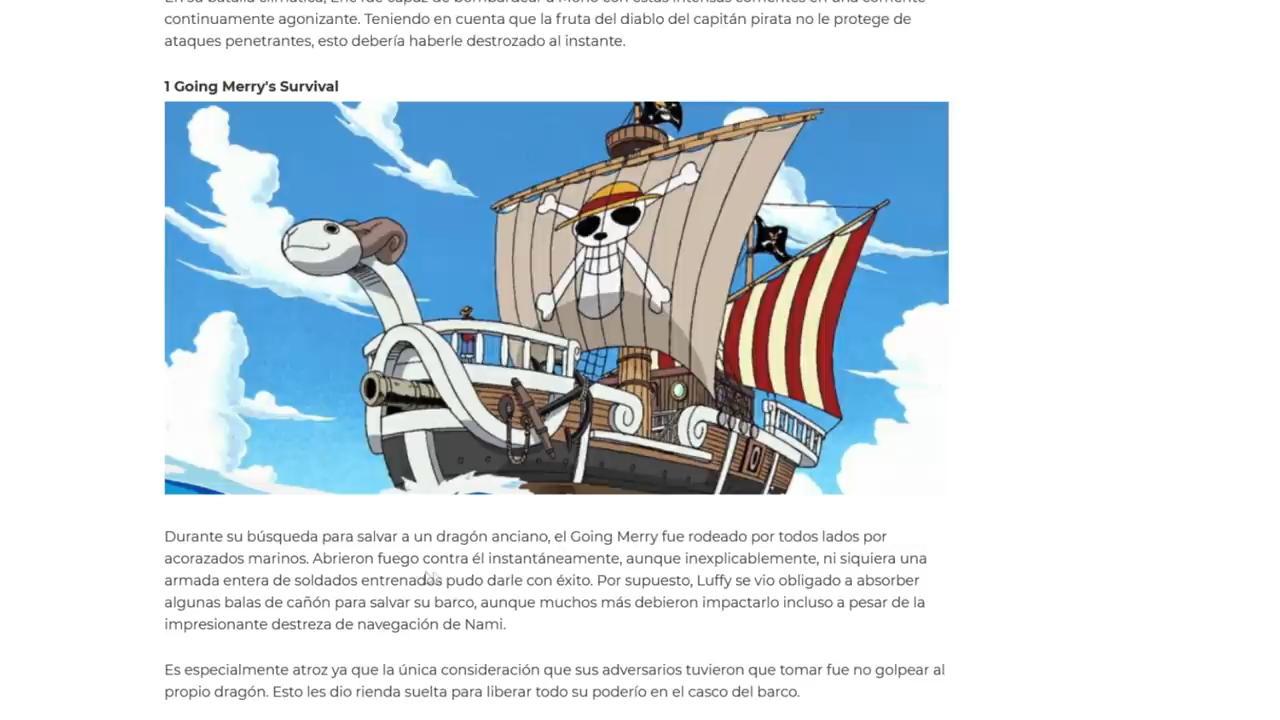 continuamente agonizante. Teniendo en cuenta que la fruta del diablo del capitán pirata no le protege de
ataques penetrantes, esto debería haberle destrozado al instante.
1 Going Merry's Survival
Durante su búsqueda para salvar a un dragón anciano, el Going Merry fue rodeado por todos lados por
acorazados marinos. Abrieron fuego contra él instantáneamente, aunque inexplicablemente, ni siquiera una
armada entera de soldados entrenados pudo darle con éxito. Por supuesto, Luffy se vio obligado a absorber
algunas balas de cañón para salvar su barco, aunque muchos más debieron impactarlo incluso a pesar de la
impresionante destreza de navegación de Nami.
Es especialmente atroz ya que la única consideración que sus adversarios tuvieron que tomar fue no golpear al
propio dragón. Esto les dio rienda suelta para liberar todo su poderío en el casco del barco.